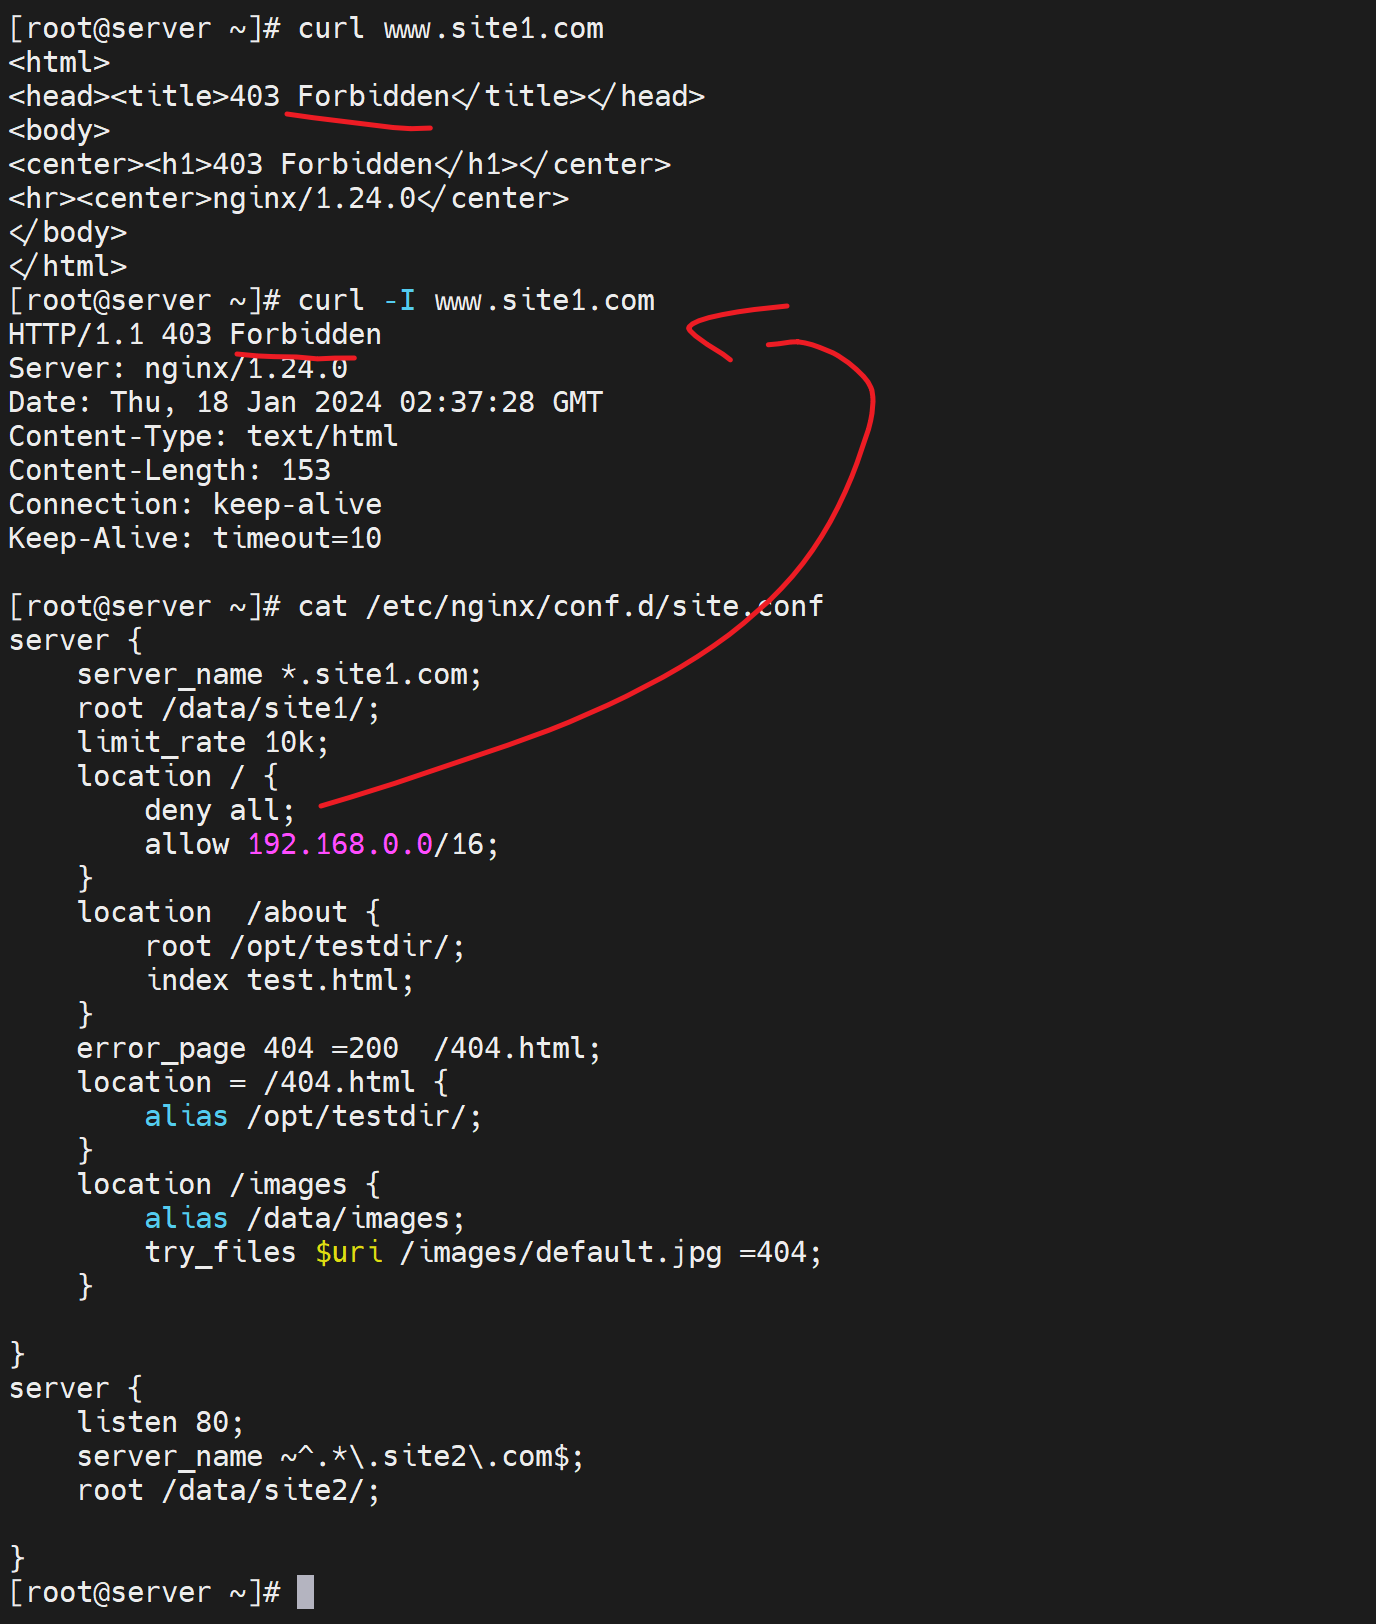 [root@server ~]# curl www.site1.com
<html>
<head><title>403 Forbidden</title></head>
<body>
<center><h1>403 Forbidden</h1></center>
<hr><center>nginx/1.24.0</center>
</body>
</html>
[root@server ~]# curl -I www.site1.com
HTTP/1.1 403 Forbidden
Server: nginx/1.24.0
Date: Thu, 18 Jan 2024 02:37:28 GMT
Content-Type: text/html
Content-Length: 153
Connection: keep-alive
Keep-Alive: timeout=10

[root@server ~]# cat /etc/nginx/conf.d/site.conf
server {
    server_name *.site1.com;
    root /data/site1/;
    limit_rate 10k;
    location / {
        deny all;
        allow 192.168.0.0/16;
    }
    location  /about {
        root /opt/testdir/;
        index test.html;
    }
    error_page 404 =200  /404.html;
    location = /404.html {
        alias /opt/testdir/;
    }
    location /images {
        alias /data/images;
        try_files $uri /images/default.jpg =404;
    }

}
server {
    listen 80;
    server_name ~^.*\.site2\.com$;
    root /data/site2/;

}
[root@server ~]#